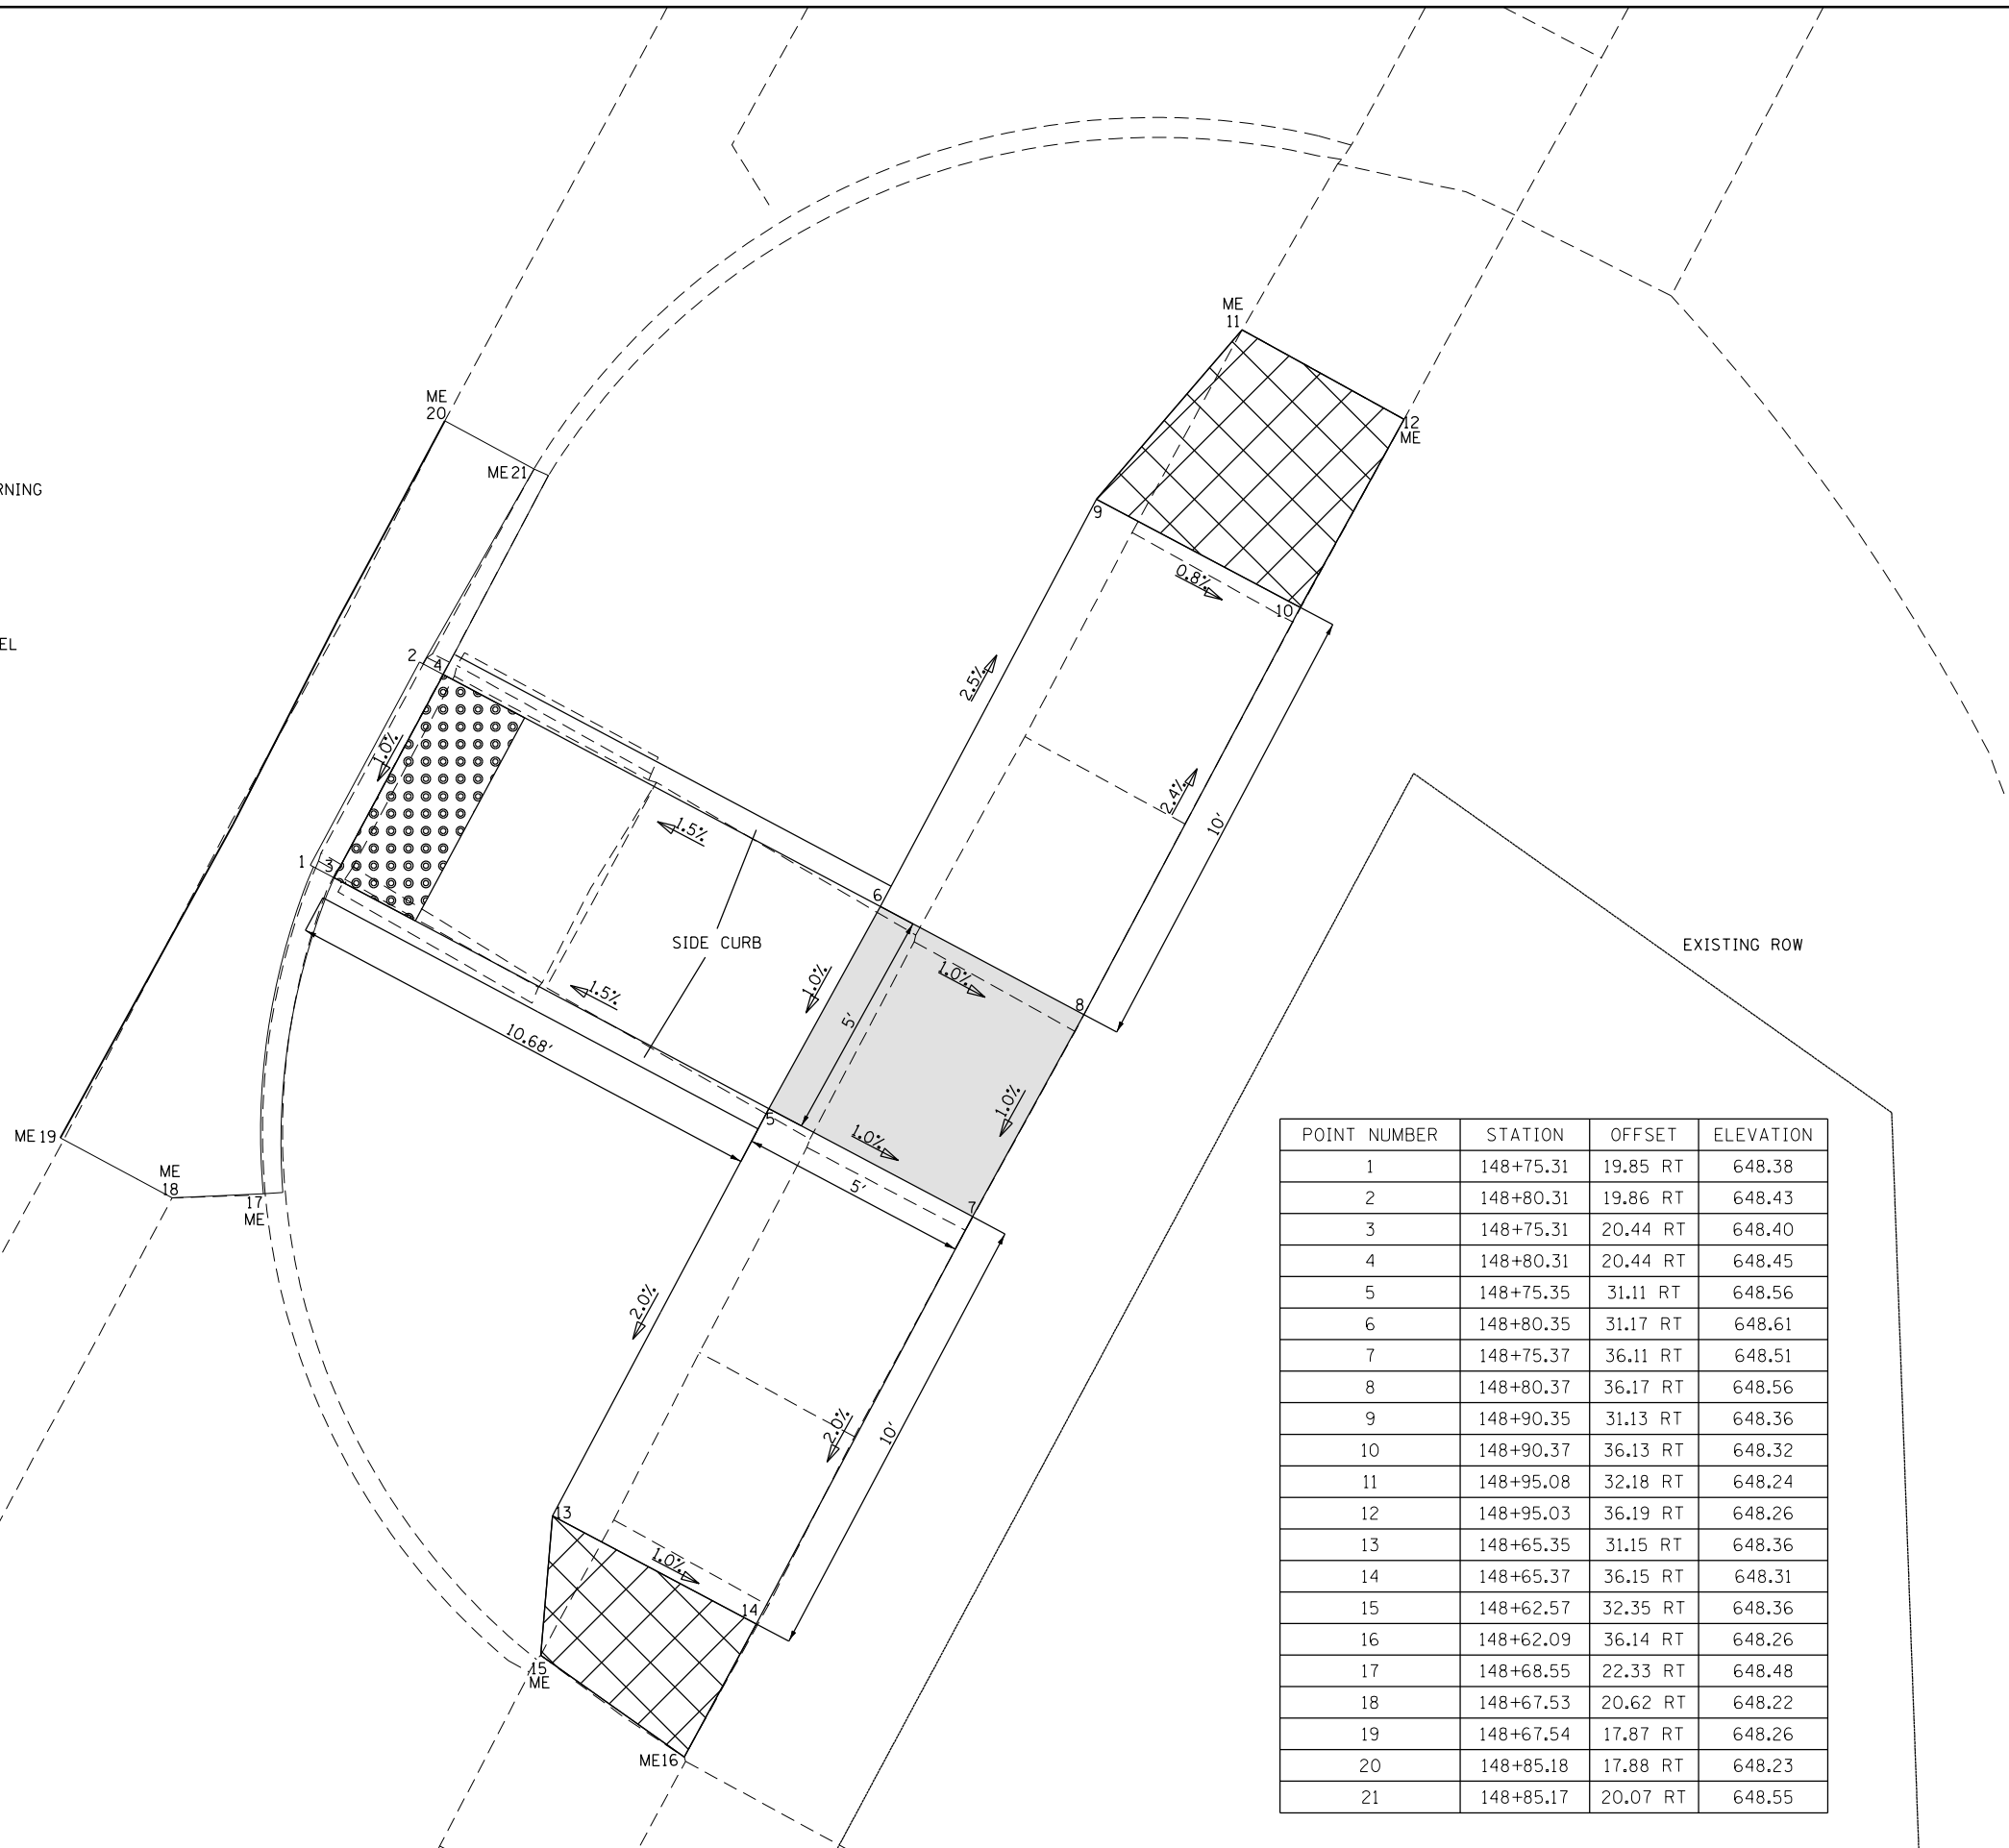 ME
11
12
ME
ME
20
ME21
RNING
EL
9
10
0.8%
2.5%
2.4%
10'
2
4
1.0%
1
3
1.5%
SIDE CURB
1.5%
10.68'
6
1.0%
5'
1.0%
8
1.0%
5
1.0%
7
5'
EXISTING ROW
ME19
ME
18
17
ME
2.0%
2.0%
10'
13
1.0%
14
15
ME
ME16
POINT NUMBER STATION OFFSET ELEVATION
1 148+75.31 19.85 RT 648.38
2 148+80.31 19.86 RT 648.43
3 148+75.31 20.44 RT 648.40
4 148+80.31 20.44 RT 648.45
5 148+75.35 31.11 RT 648.56
6 148+80.35 31.17 RT 648.61
7 148+75.37 36.11 RT 648.51
8 148+80.37 36.17 RT 648.56
9 148+90.35 31.13 RT 648.36
10 148+90.37 36.13 RT 648.32
11 148+95.08 32.18 RT 648.24
12 148+95.03 36.19 RT 648.26
13 148+65.35 31.15 RT 648.36
14 148+65.37 36.15 RT 648.31
15 148+62.57 32.35 RT 648.36
16 148+62.09 36.14 RT 648.26
17 148+68.55 22.33 RT 648.48
18 148+67.53 20.62 RT 648.22
19 148+67.54 17.87 RT 648.26
20 148+85.18 17.88 RT 648.23
21 148+85.17 20.07 RT 648.55